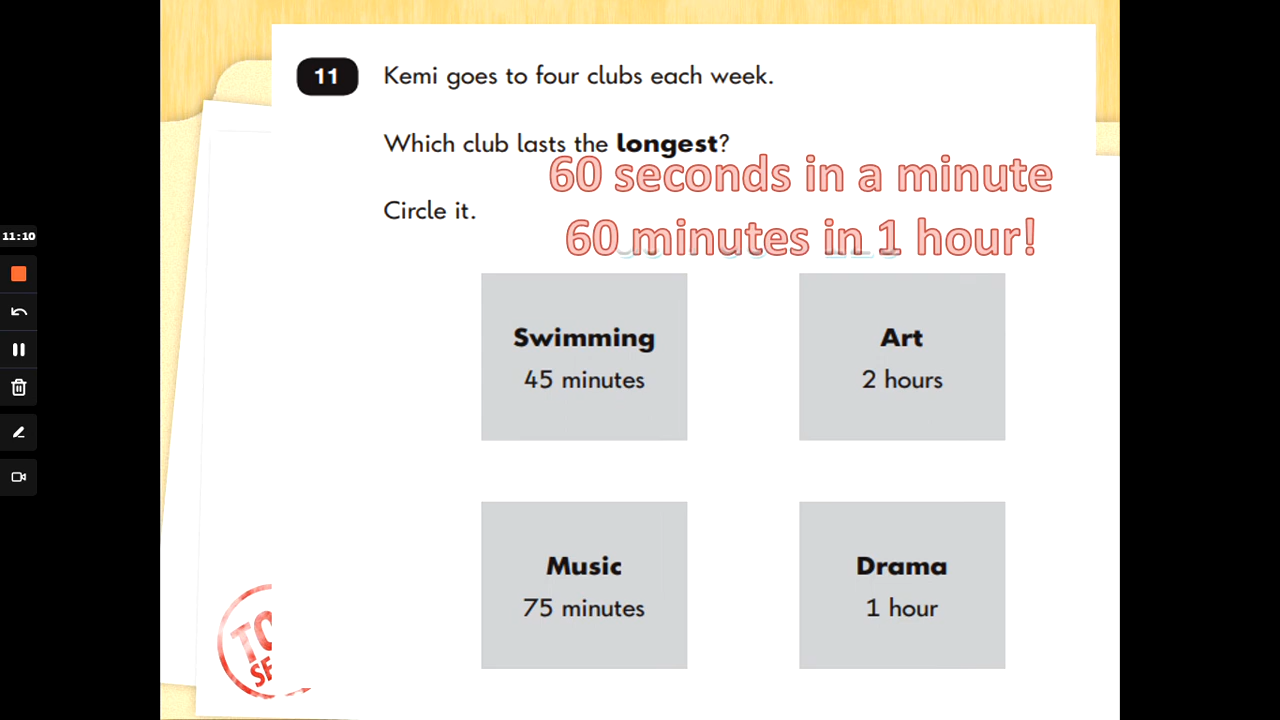 11
Kemi goes to four clubs each week.
Which club lasts the longest?
60 seconds in a minute
Circle it.
60 minutes in 1 hour!
11:10
Swimming
45 minutes
Art
2 hours
Music
75 minutes
Drama
1 hour